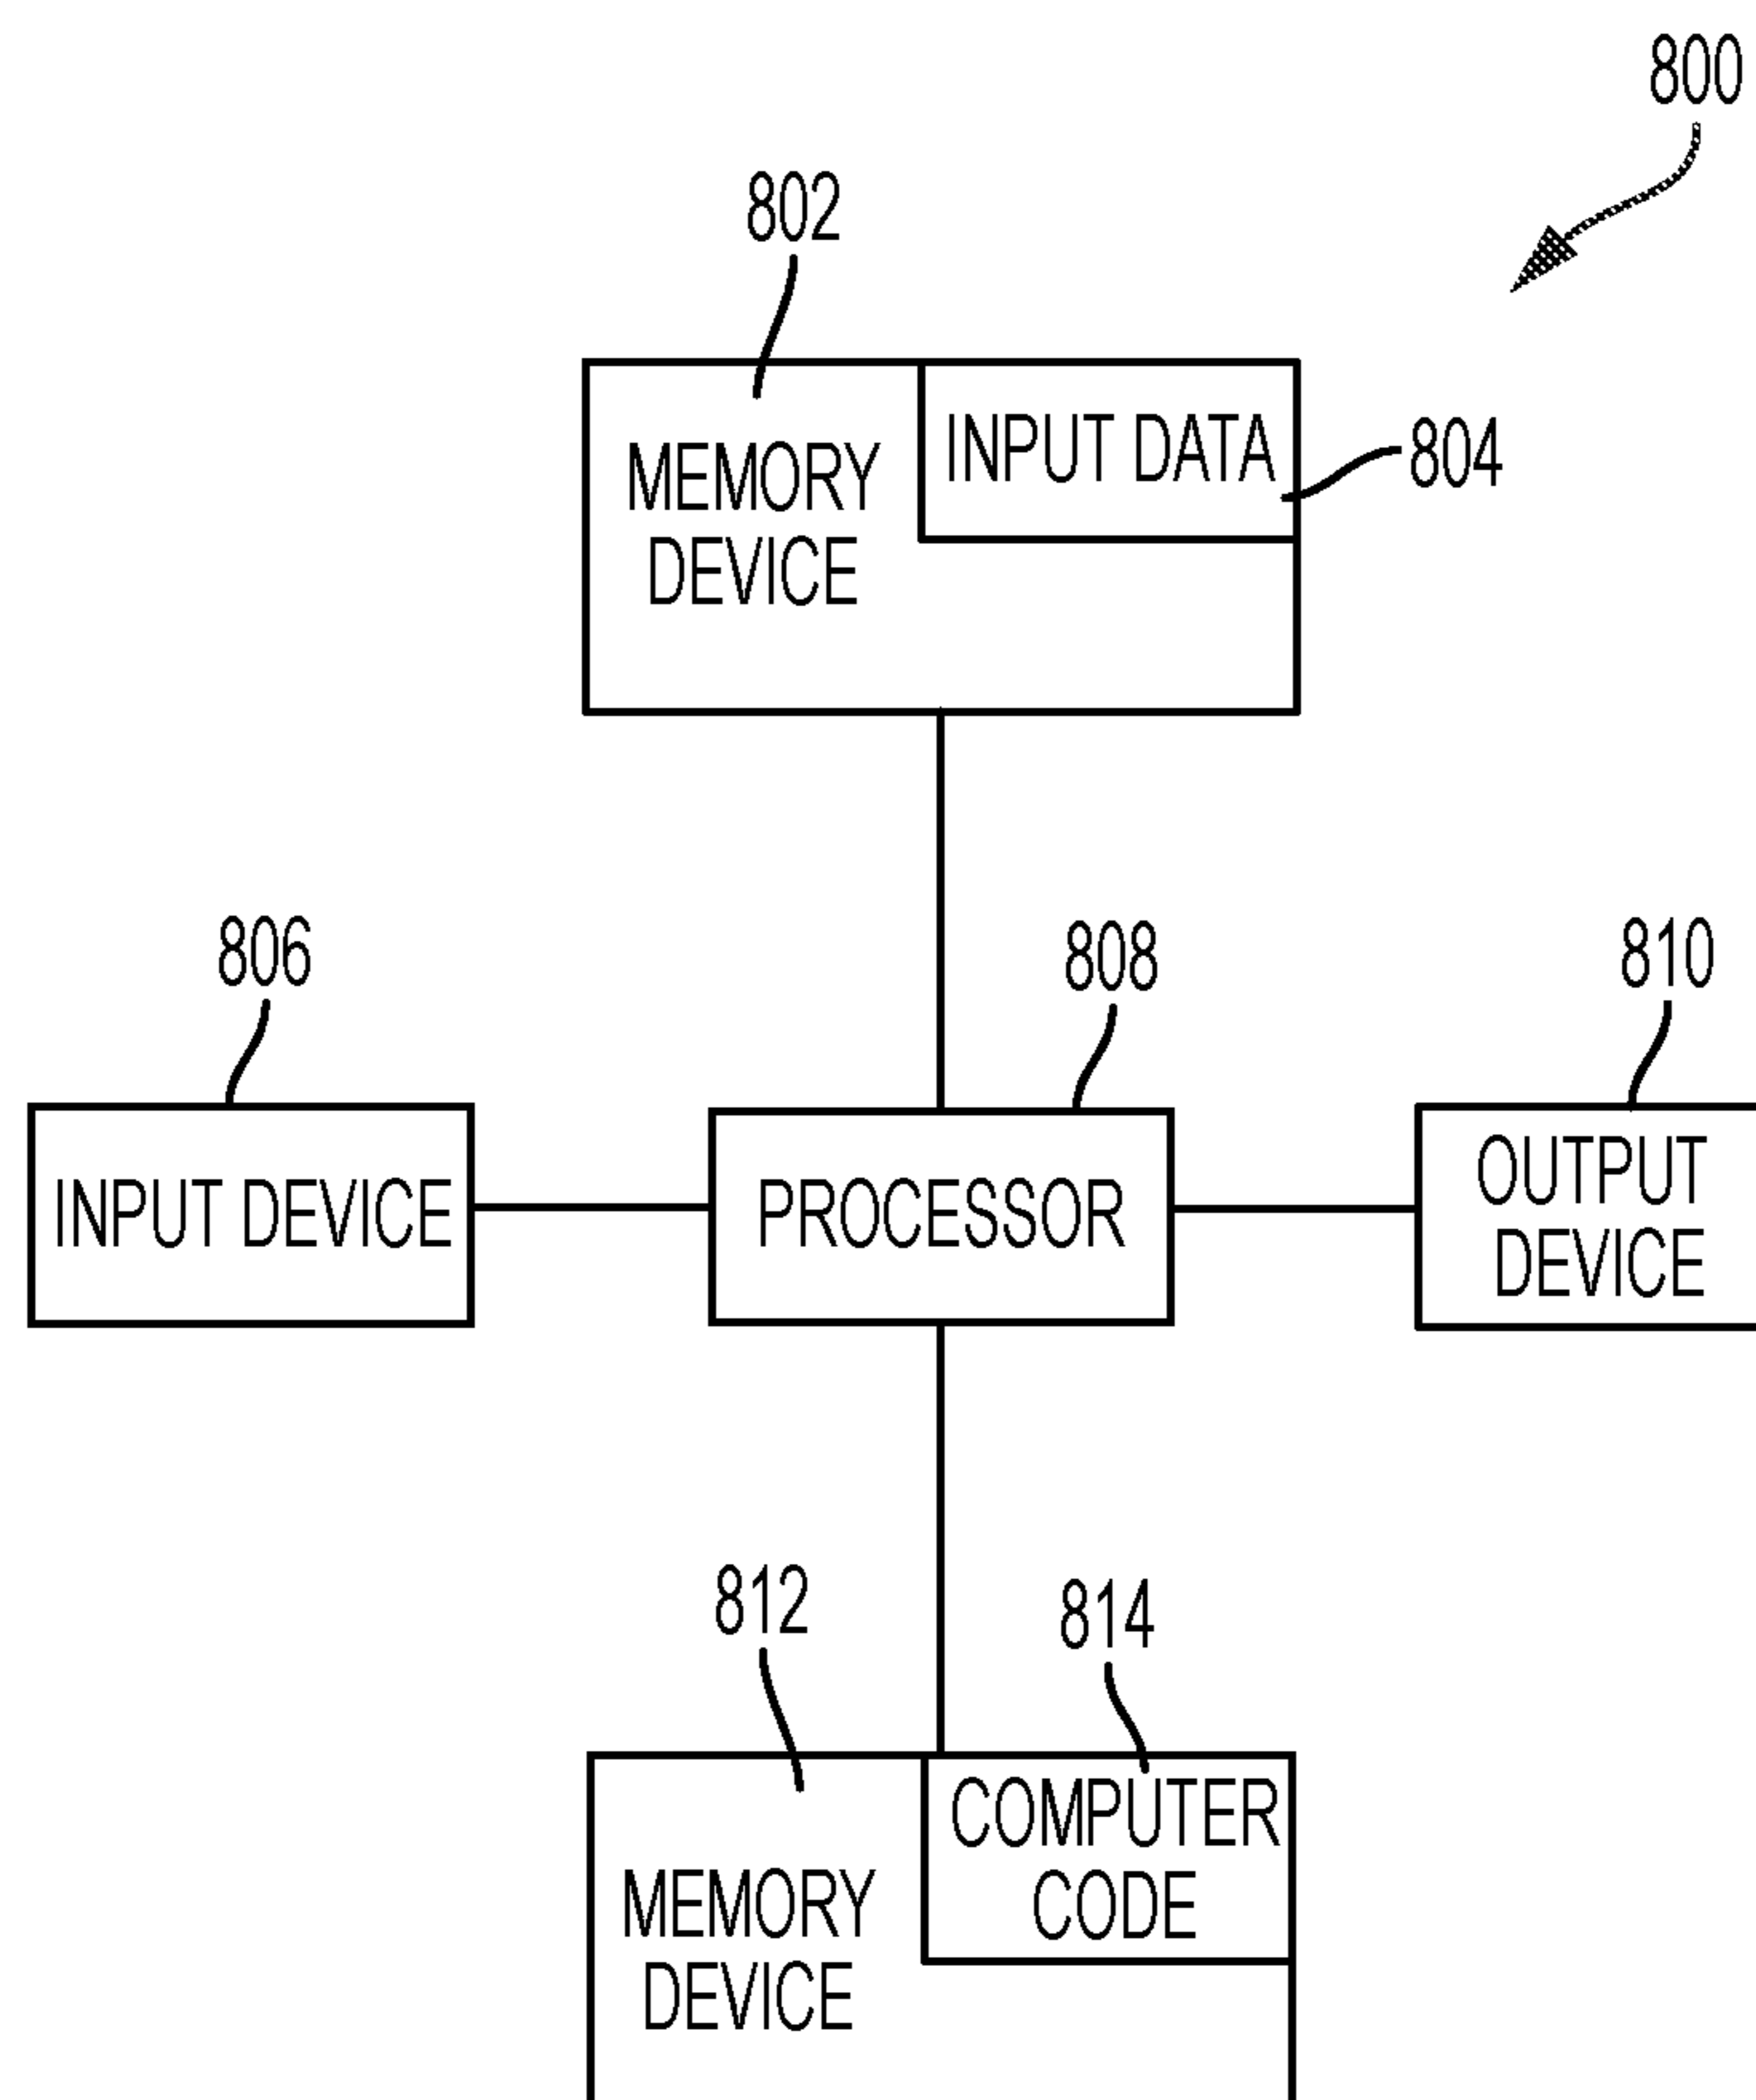 800
802
INPUT DATA
804
MEMORY
DEVICE
806
808
810
INPUT DEVICE
PROCESSOR
OUTPUT
DEVICE
812
814
COMPUTER
CODE
MEMORY
DEVICE